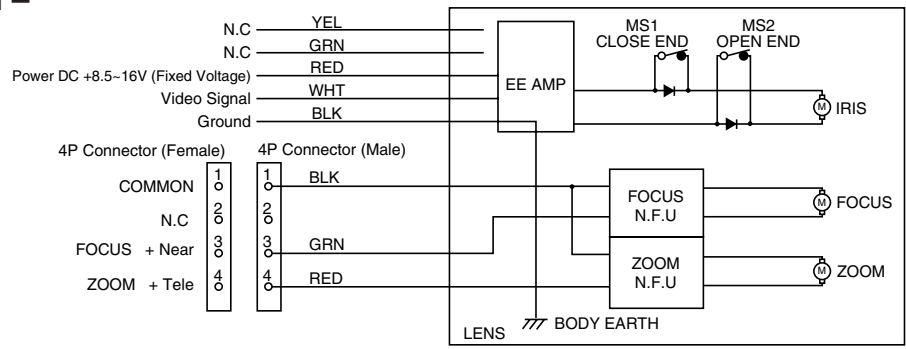 N.C YEL
N.C GRN
Power DC +8.5~16V (Fixed Voltage) RED
Video Signal WHT
Ground BLK
EE AMP
MS1
CLOSE END
MS2
OPEN END
M IRIS
4P Connector (Female)
4P Connector (Male)
COMMON 1 1 BLK
N.C 2 2
FOCUS + Near 3 3 GRN
ZOOM + Tele 4 4 RED
FOCUS
N.F.U
M FOCUS
ZOOM
N.F.U
M ZOOM
BODY EARTH
LENS